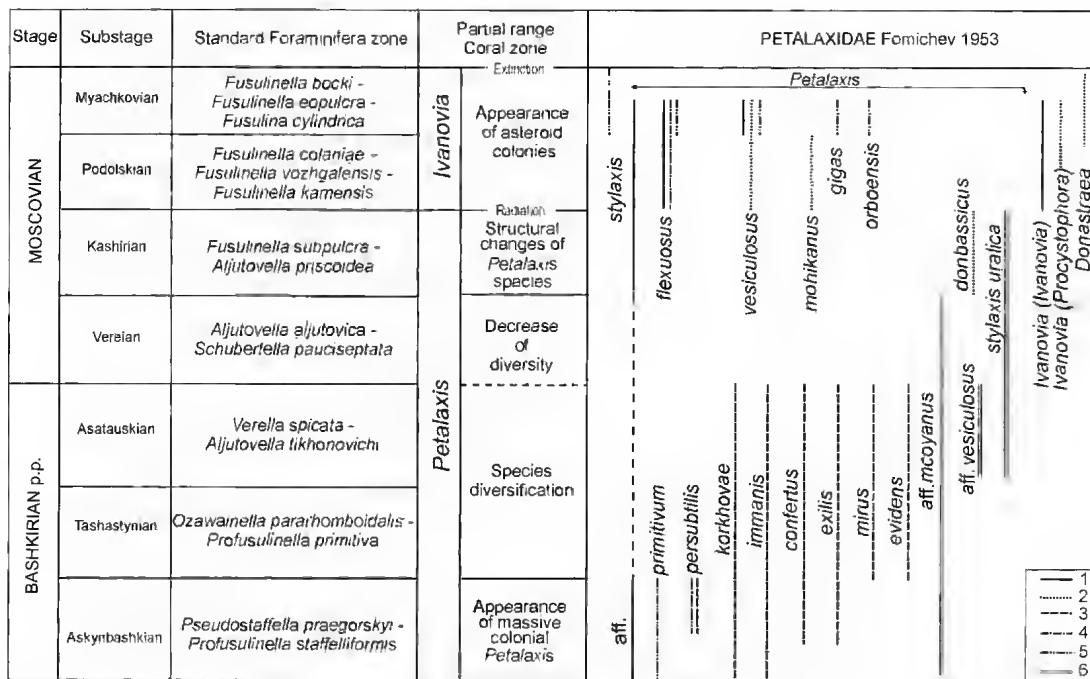 Stage
Substage
Standard Foraminifera zone
Partial range
Coral zone
PETALAXIDAE Fomichev 1953
MOSCOVIAN
BASHKIRIAN p.p.
Myachkovian
Fusulinella bocki -
Fusulinella eopulcra -
Fusulina cylindrica
Podolskian
Fusulinella colaniae -
Fusulinella vozhgalensis -
Fusulinella kamensis
Kashirian
Fusulinella subpulcra -
Aljutovella priscoidea
Vereian
Aljutovella aljutovica -
Schubertella pauciseptata
Asatauskian
Verella spicata -
Aljutovella tikhonovichi
Tashastynian
Ozawainella pararhomboidalis -
Profusulinella primitiva
Askynbashkian
Pseudostaffella praegorskyi -
Profusulinella staffelliformis
Ivanovia
Petalaxis
Extinction
Appearance
of asteroid
colonies
Radiation
Structural
changes of
Petalaxis
species
Decrease
of
diversity
Species
diversification
Appearance
of massive
colonial
Petalaxis
Petalaxis
stylaxis
aff.
flexuosus
vesiculosus
mohikanus
gigas
orboensis
donbassicus
stylaxis uralica
Ivanovia (Ivanovia)
Ivanovia (Procystophora)
Donastraea
primitivum
persubtilis
korkhovae
immanis
confertus
exilis
mirus
evidens
aff.mcoyanus
aff.vesiculosus
1
2
3
4
5
6